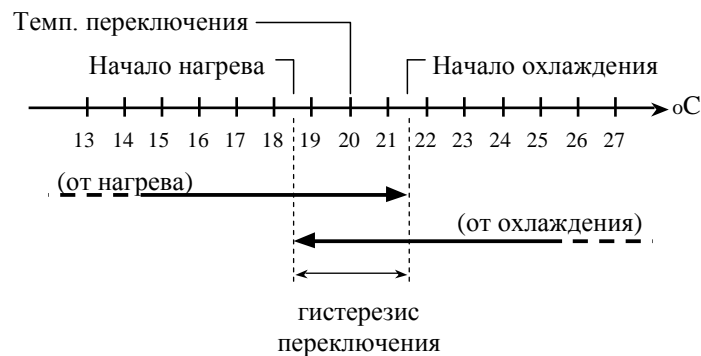 Темп. переключения
Начало нагрева
Начало охлаждения
oC
13 14 15 16 17 18 19 20 21 22 23 24 25 26 27
(от нагрева)
(от охлаждения)
гистерезис
переключения